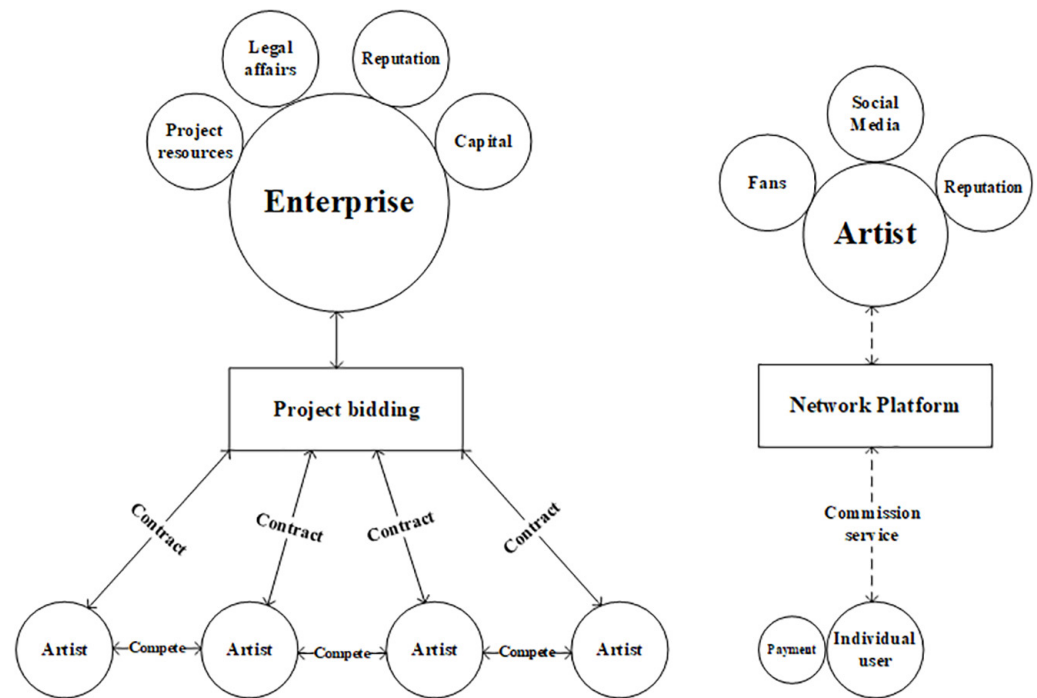 Legal
affairs
Reputation
Project
resources
Capital
Enterprise
Project bidding
Contract
Contract
Contract
Contract
Artist
Compete
Artist
Compete
Artist
Compete
Artist
Social
Media
Fans
Reputation
Artist
Network Platform
Commission
service
Payment
Individual
user